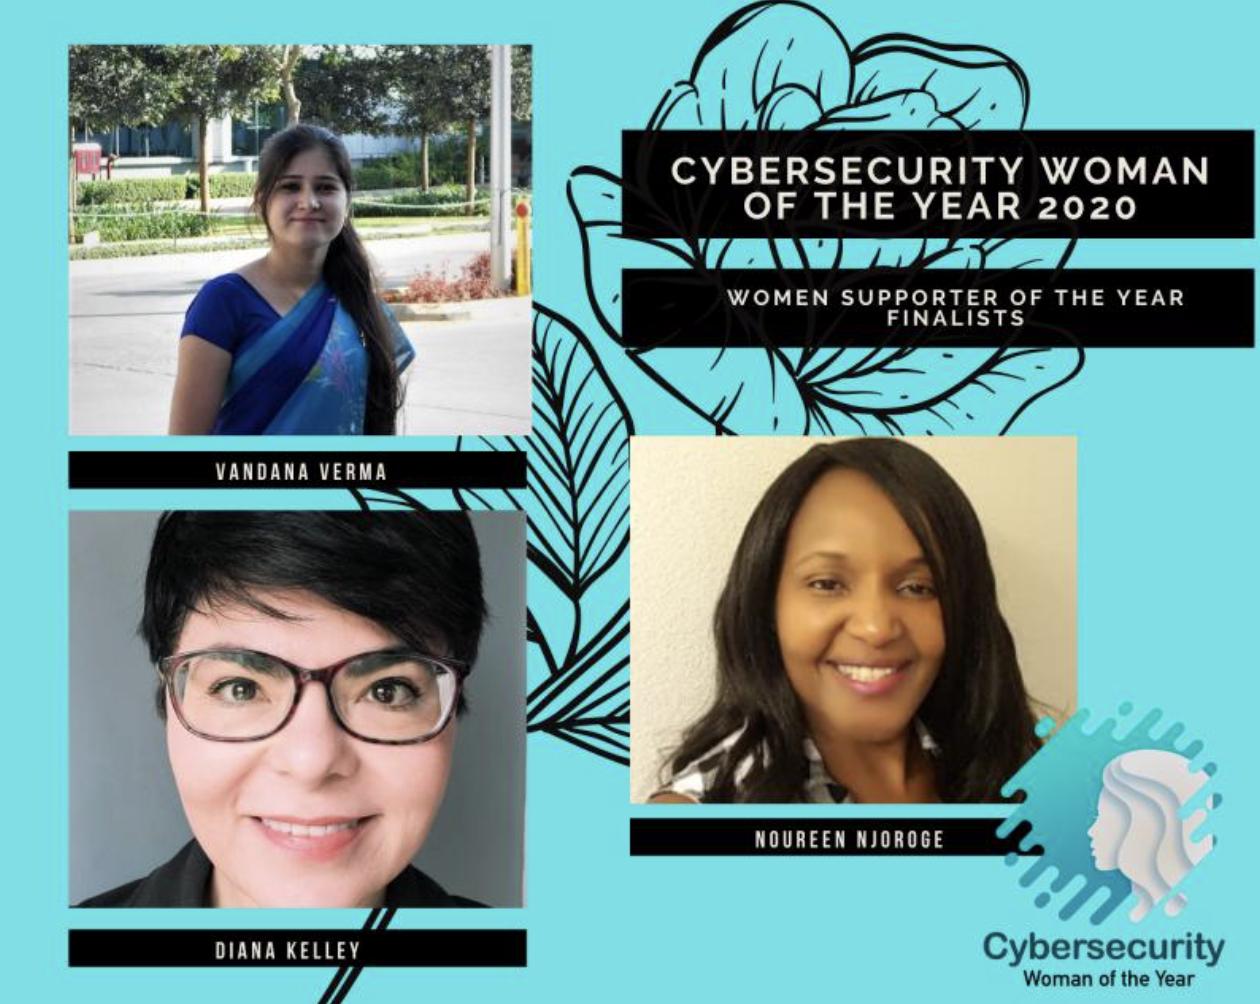 CYBERSECURITY WOMAN
OF THE YEAR 2020
WOMEN SUPPORTER OF THE YEAR
FINALISTS
VANDANA VERMA
DIANA KELLEY
NOUREEN NJOROGE
Cybersecurity
Woman of the Year